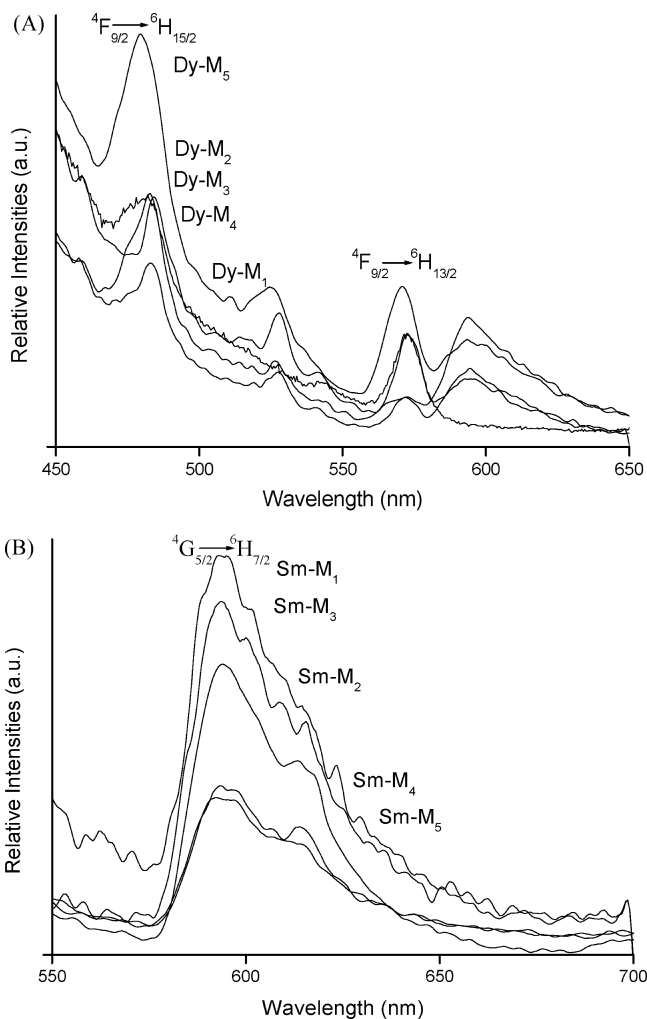 (A)
⁴F₉/₂ → ⁶H₁₅/₂
Dy-M₅
Dy-M₂
Dy-M₃
Dy-M₄
Dy-M₁
⁴F₉/₂ → ⁶H₁₃/₂
Relative Intensities (a.u.)
450 500 550 600 650
Wavelength (nm)
(B)
⁴G₅/₂ → ⁶H₇/₂
Sm-M₁
Sm-M₃
Sm-M₂
Sm-M₄
Sm-M₅
Relative Intensities (a.u.)
550 600 650 700
Wavelength (nm)